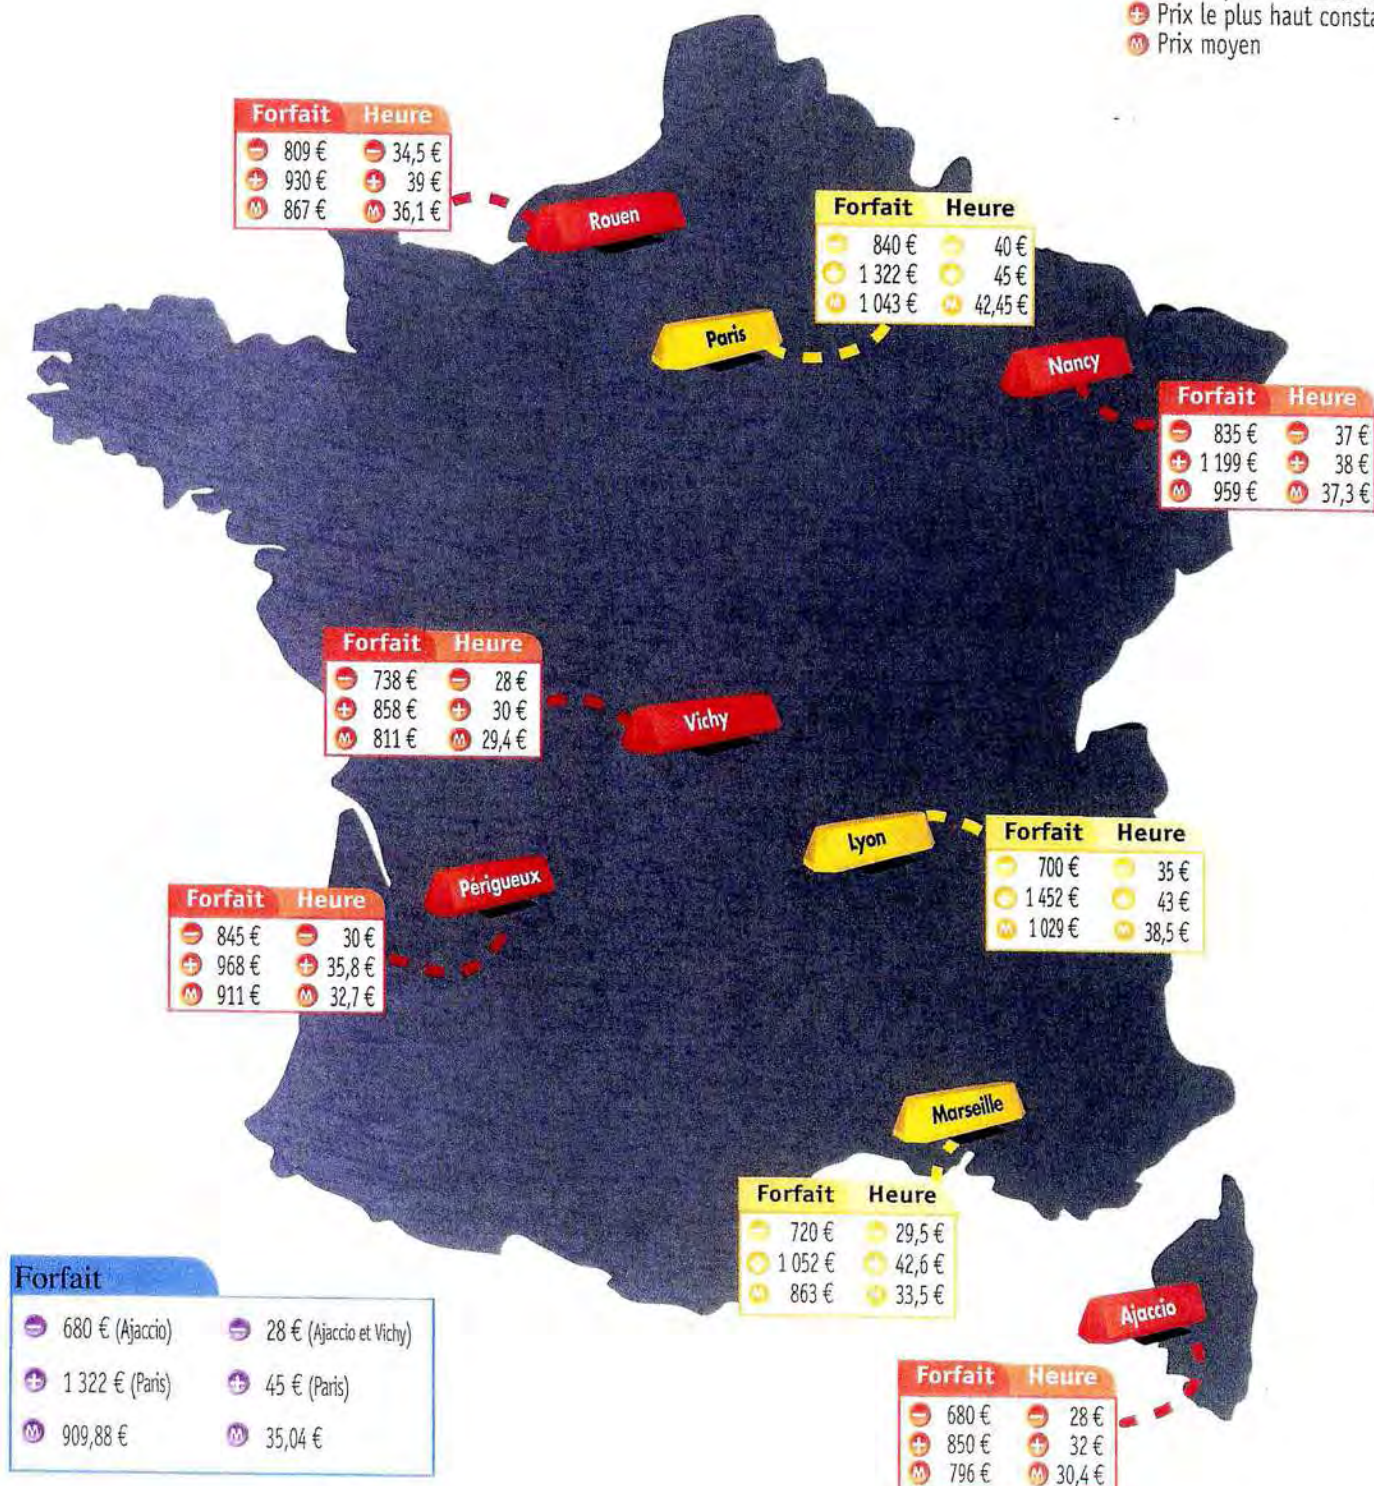 Prix le plus haut
Prix moyen
Forfait Heure
- 809 € - 34,5 €
+ 930 € + 39 €
M 867 € M 36,1 €
Rouen
Forfait Heure
- 840 € - 40 €
+ 1 322 € + 45 €
M 1 043 € M 42,45 €
Paris
Nancy
Forfait Heure
- 835 € - 37 €
+ 1 199 € + 38 €
M 959 € M 37,3 €
Forfait Heure
- 738 € - 28 €
+ 858 € + 30 €
M 811 € M 29,4 €
Vichy
Lyon
Forfait Heure
- 700 € - 35 €
+ 1 452 € + 43 €
M 1 029 € M 38,5 €
Périgueux
Forfait Heure
- 845 € - 30 €
+ 968 € + 35,8 €
M 911 € M 32,7 €
Marseille
Forfait Heure
- 720 € - 29,5 €
+ 1 052 € + 42,6 €
M 863 € M 33,5 €
Forfait
- 680 € (Ajaccio) - 28 € (Ajaccio et Vichy)
+ 1 322 € (Paris) + 45 € (Paris)
M 909,88 € M 35,04 €
Ajaccio
Forfait Heure
- 680 € - 28 €
+ 850 € + 32 €
M 796 € M 30,4 €